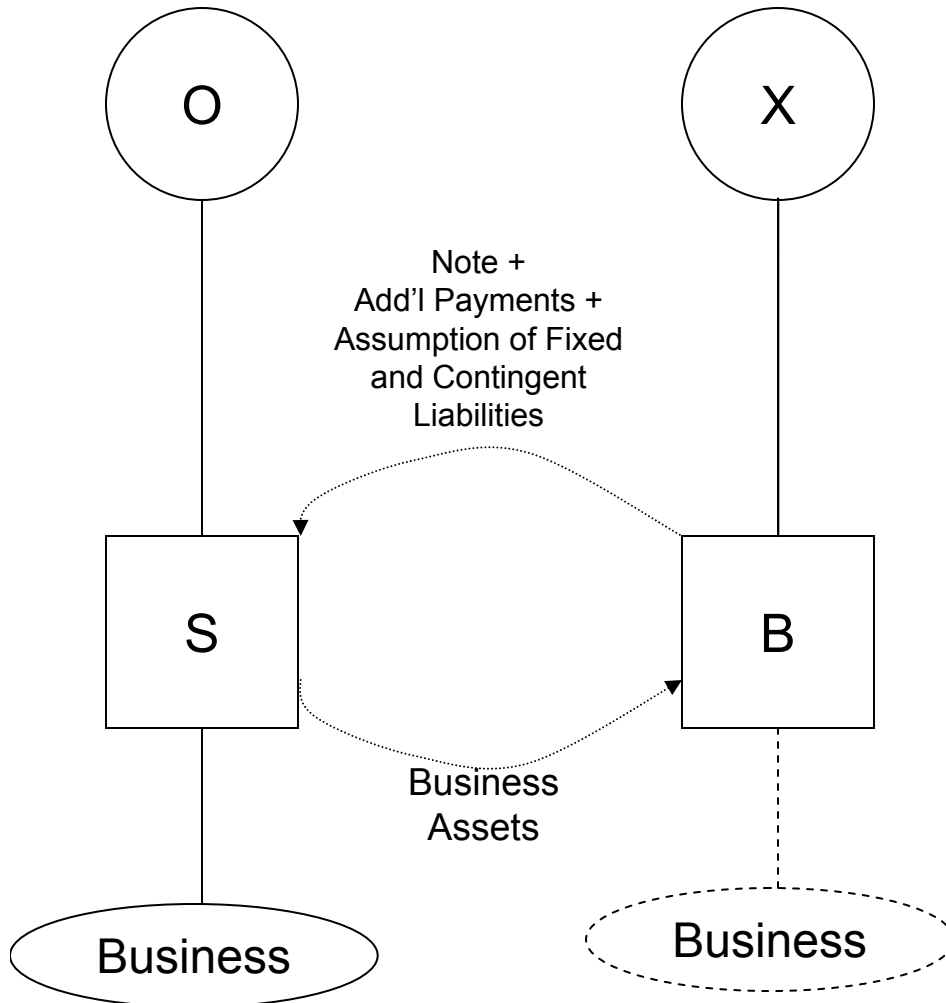 O
X
Note +
Add’l Payments +
Assumption of Fixed
and Contingent
Liabilities
S
B
Business
Assets
Business
Business